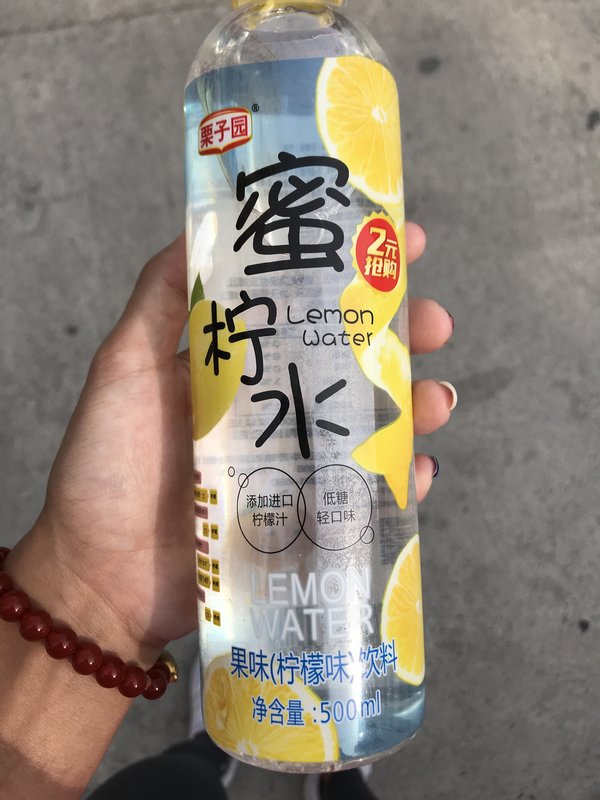 栗子园®
蜜
柠
水
Lemon
Water
2元
抢购
添加进口
柠檬汁
低糖
轻口味
LEMON
WATER
果味(柠檬味)饮料
净含量:500ml